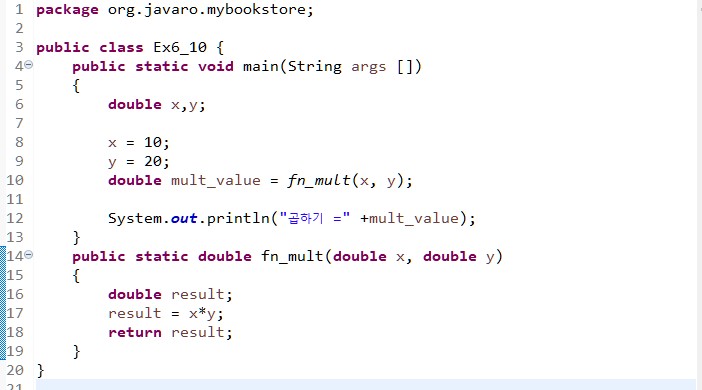 1 package org.javaro.mybookstore;
2
3 public class Ex6_10 {
4 public static void main(String args [])
5 {
6 double x,y;
7
8 x = 10;
9 y = 20;
10 double mult_value = fn_mult(x, y);
11
12 System.out.println("곱하기 =" +mult_value);
13 }
14 public static double fn_mult(double x, double y)
15 {
16 double result;
17 result = x*y;
18 return result;
19 }
20 }
21